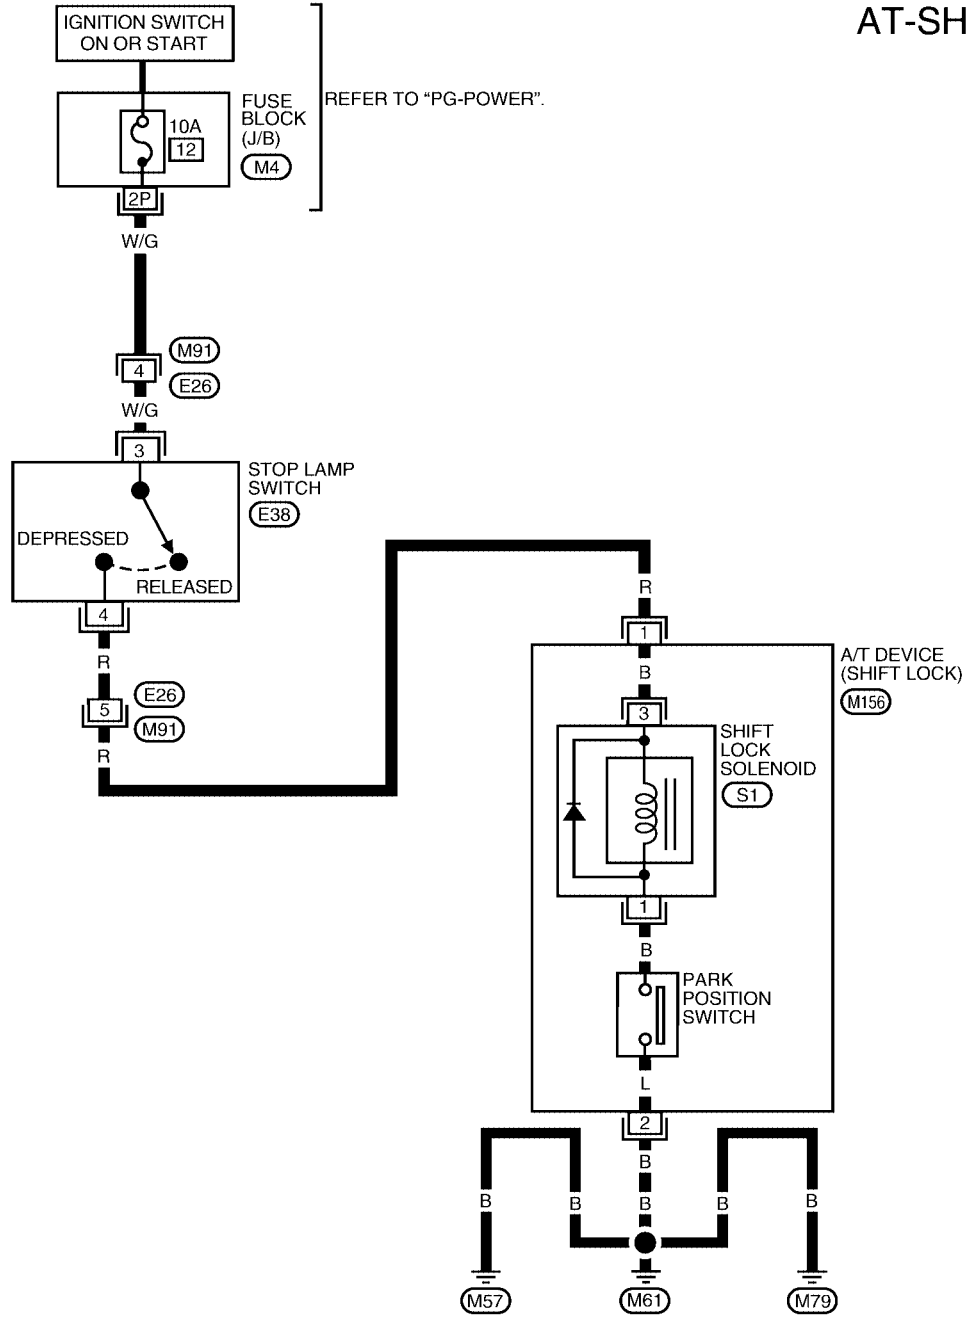 AT-SH
IGNITION SWITCH
ON OR START
REFER TO “PG-POWER”.
FUSE
BLOCK
(J/B)
M4
10A
12
2P
W/G
M91
4
E26
W/G
3
STOP LAMP
SWITCH
E38
DEPRESSED
RELEASED
4
R
E26
5
M91
R
R
1
A/T DEVICE
(SHIFT LOCK)
M156
B
3
SHIFT
LOCK
SOLENOID
S1
1
B
PARK
POSITION
SWITCH
L
2
B
B
B
B
B
B
M57
M61
M79